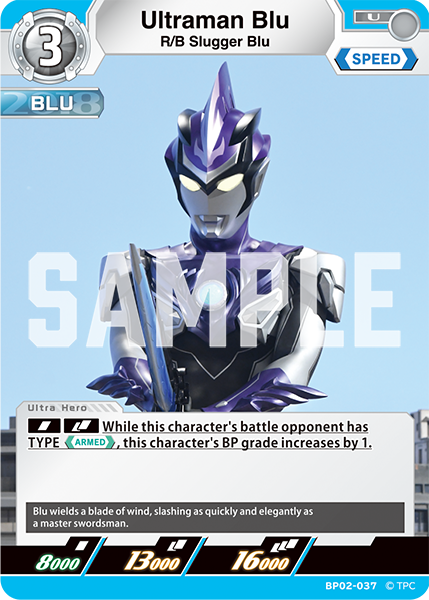 3
Ultraman Blu
R/B Slugger Blu
U
SPEED
BLU
SAMPLE
Ultra Hero
While this character's battle opponent has
TYPE ARMED, this character's BP grade increases by 1.
Blu wields a blade of wind, slashing as quickly and elegantly as
a master swordsman.
8000
13000
16000
BP02-037 © TPC